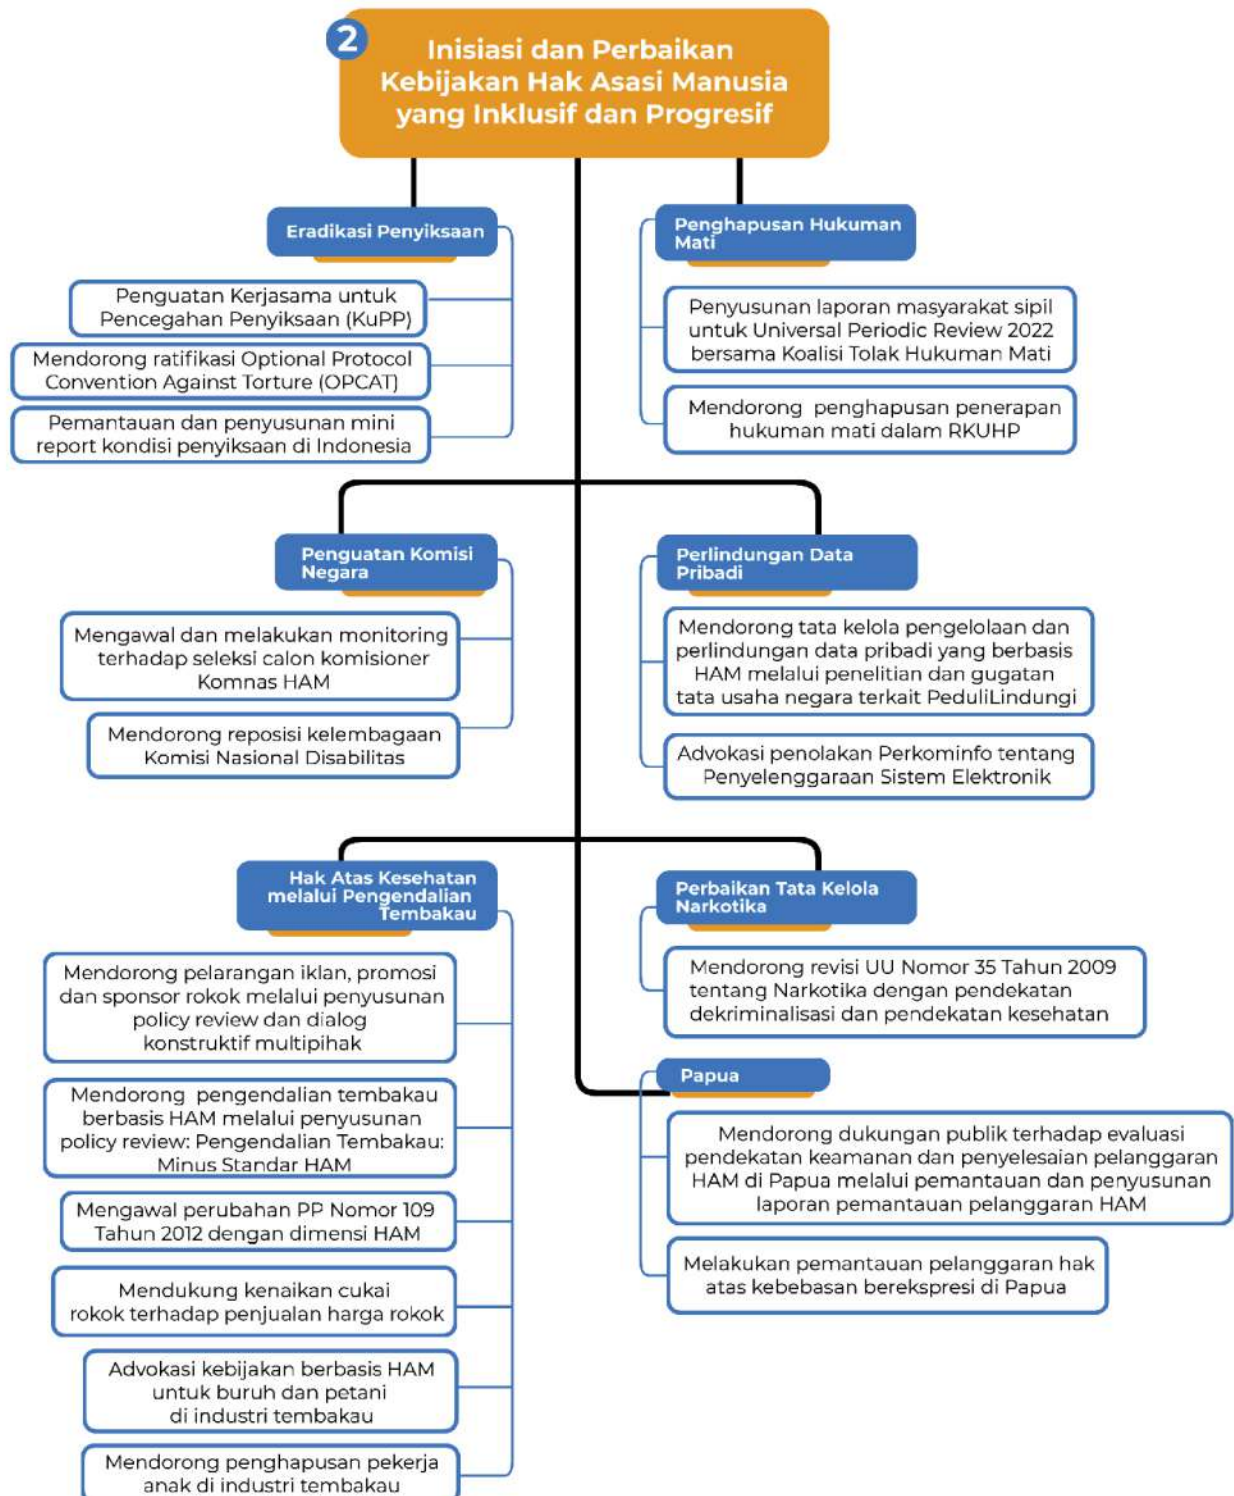 2
Inisiasi dan Perbaikan
Kebijakan Hak Asasi Manusia
yang Inklusif dan Progresif
Eradikasi Penyiksaan
Penguatan Kerjasama untuk
Pencegahan Penyiksaan (KuPP)
Mendorong ratifikasi Optional Protocol
Convention Against Torture (OPCAT)
Pemantauan dan penyusunan mini
report kondisi penyiksaan di Indonesia
Penghapusan Hukuman
Mati
Penyusunan laporan masyarakat sipil
untuk Universal Periodic Review 2022
bersama Koalisi Tolak Hukuman Mati
Mendorong penghapusan penerapan
hukuman mati dalam RKUHP
Penguatan Komisi
Negara
Mengawal dan melakukan monitoring
terhadap seleksi calon komisioner
Komnas HAM
Mendorong reposisi kelembagaan
Komisi Nasional Disabilitas
Perlindungan Data
Pribadi
Mendorong tata kelola pengelolaan dan
perlindungan data pribadi yang berbasis
HAM melalui penelitian dan gugatan
tata usaha negara terkait PeduliLindungi
Advokasi penolakan Perkominfo tentang
Penyelenggaraan Sistem Elektronik
Hak Atas Kesehatan
melalui Pengendalian
Tembakau
Mendorong pelarangan iklan, promosi
dan sponsor rokok melalui penyusunan
policy review dan dialog
konstruktif multipihak
Mendorong pengendalian tembakau
berbasis HAM melalui penyusunan
policy review: Pengendalian Tembakau:
Minus Standar HAM
Mengawal perubahan PP Nomor 109
Tahun 2012 dengan dimensi HAM
Mendukung kenaikan cukai
rokok terhadap penjualan harga rokok
Advokasi kebijakan berbasis HAM
untuk buruh dan petani
di industri tembakau
Mendorong penghapusan pekerja
anak di industri tembakau
Perbaikan Tata Kelola
Narkotika
Mendorong revisi UU Nomor 35 Tahun 2009
tentang Narkotika dengan pendekatan
dekriminalisasi dan pendekatan kesehatan
Papua
Mendorong dukungan publik terhadap evaluasi
pendekatan keamanan dan penyelesaian pelanggaran
HAM di Papua melalui pemantauan dan penyusunan
laporan pemantauan pelanggaran HAM
Melakukan pemantauan pelanggaran hak
atas kebebasan berekspresi di Papua